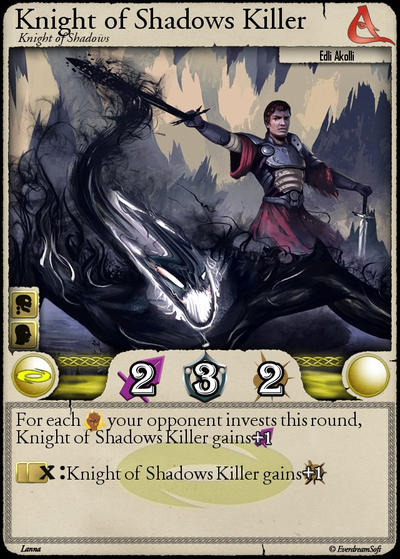 Knight of Shadows Killer
Knight of Shadows
Edli Akolli
2 3 2
For each your opponent invests this round,
Knight of Shadows Killer gains +1
X : Knight of Shadows Killer gains +1
Lanna
© EverdreamSoft